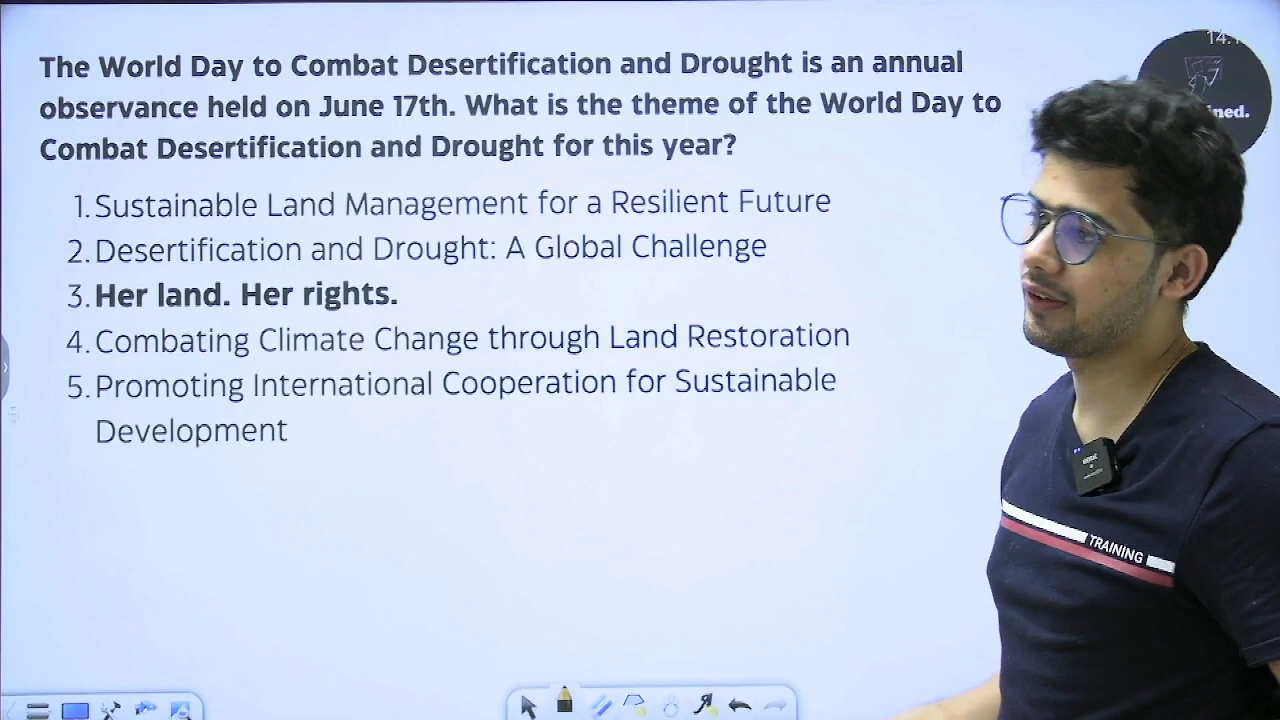 The World Day to Combat Desertification and Drought is an annual
observance held on June 17th. What is the theme of the World Day to
Combat Desertification and Drought for this year?
1. Sustainable Land Management for a Resilient Future
2. Desertification and Drought: A Global Challenge
3. Her land. Her rights.
4. Combating Climate Change through Land Restoration
5. Promoting International Cooperation for Sustainable
Development
TRAINING